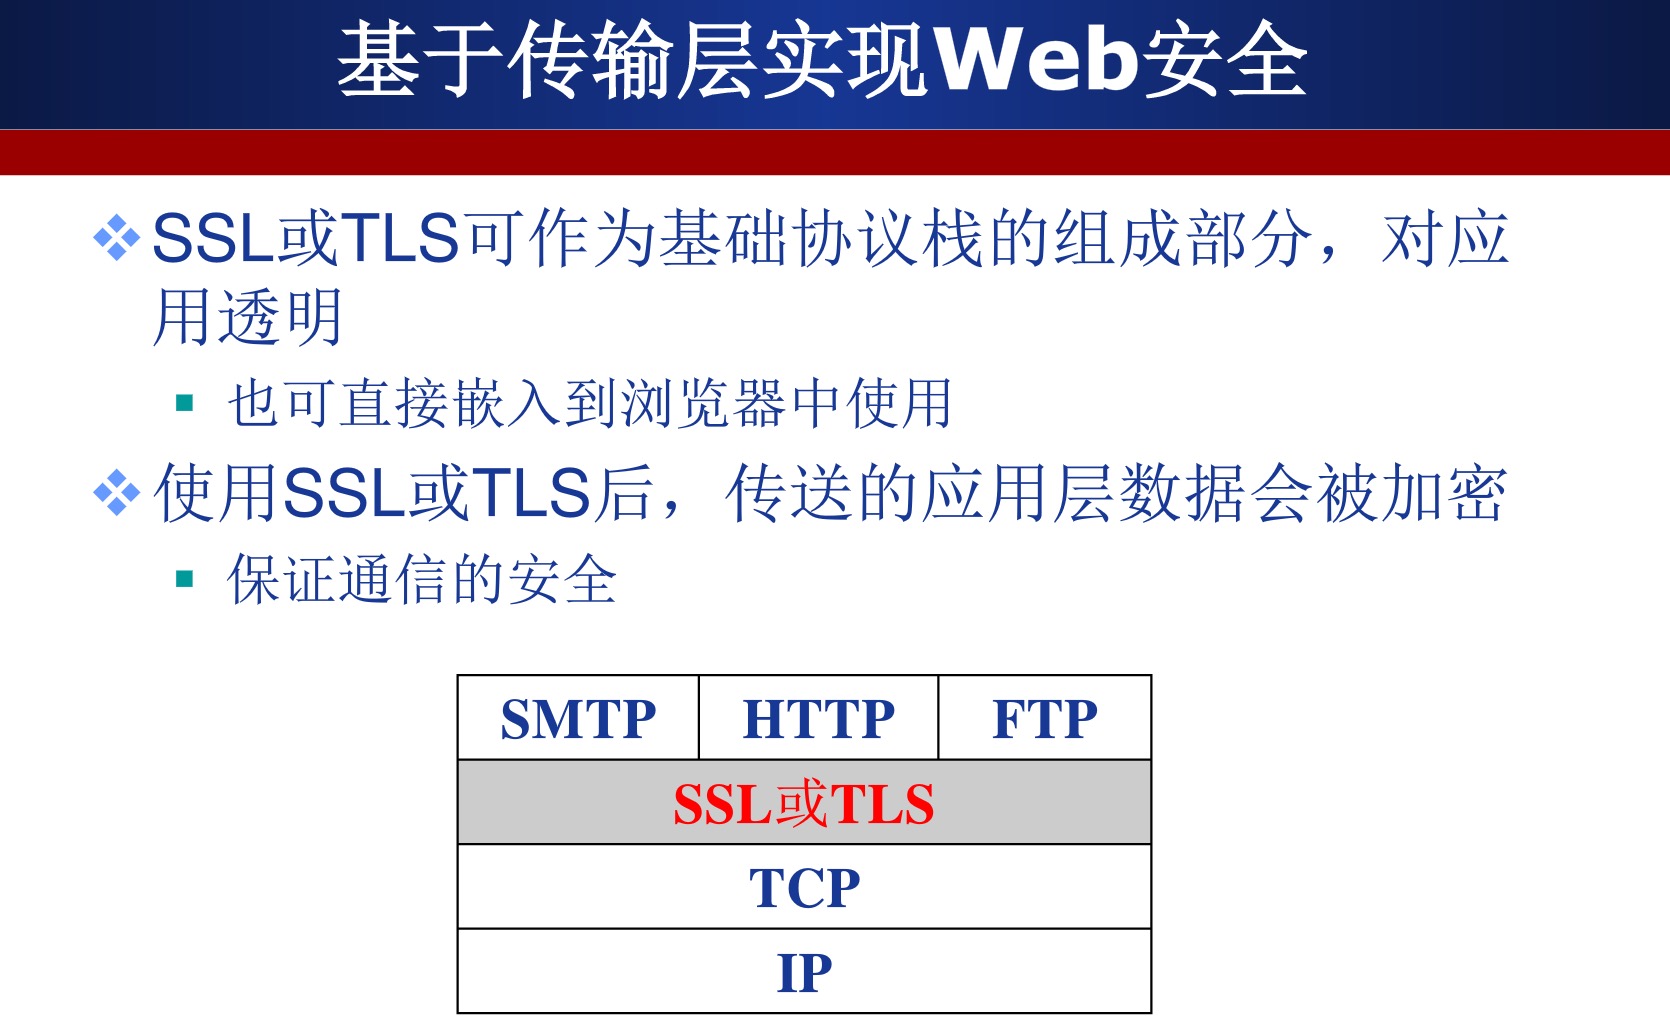 基于传输层实现Web安全
SSL或TLS可作为基础协议栈的组成部分，对应
用透明
也可直接嵌入到浏览器中使用
使用SSL或TLS后，传送的应用层数据会被加密
保证通信的安全
SMTP HTTP FTP
SSL或TLS
TCP
IP